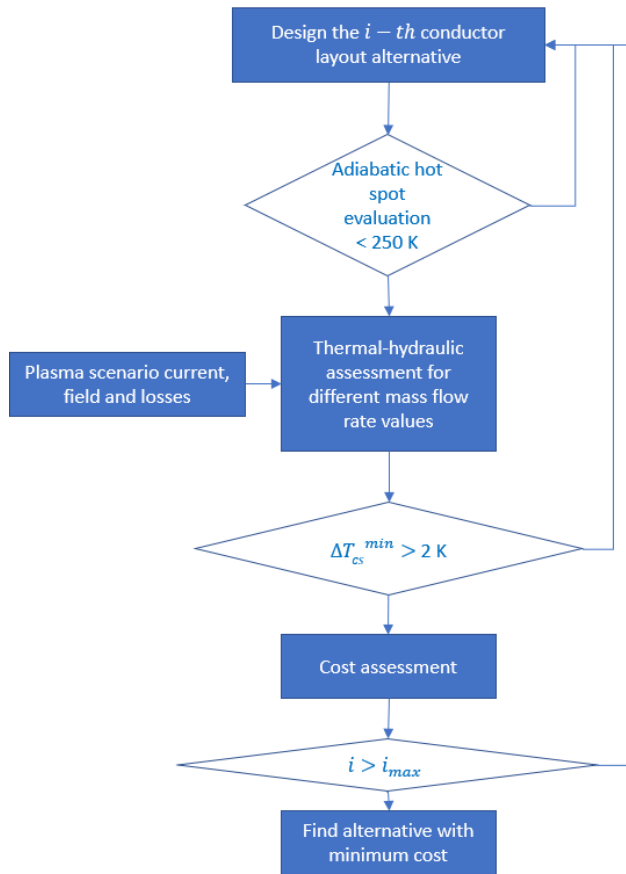 Design the i − th conductor
layout alternative
Adiabatic hot
spot
evaluation
< 250 K
Thermal-hydraulic
assessment for
different mass flow
rate values
Plasma scenario current,
field and losses
ΔT_cs^min > 2 K
Cost assessment
i > i_max
Find alternative with
minimum cost